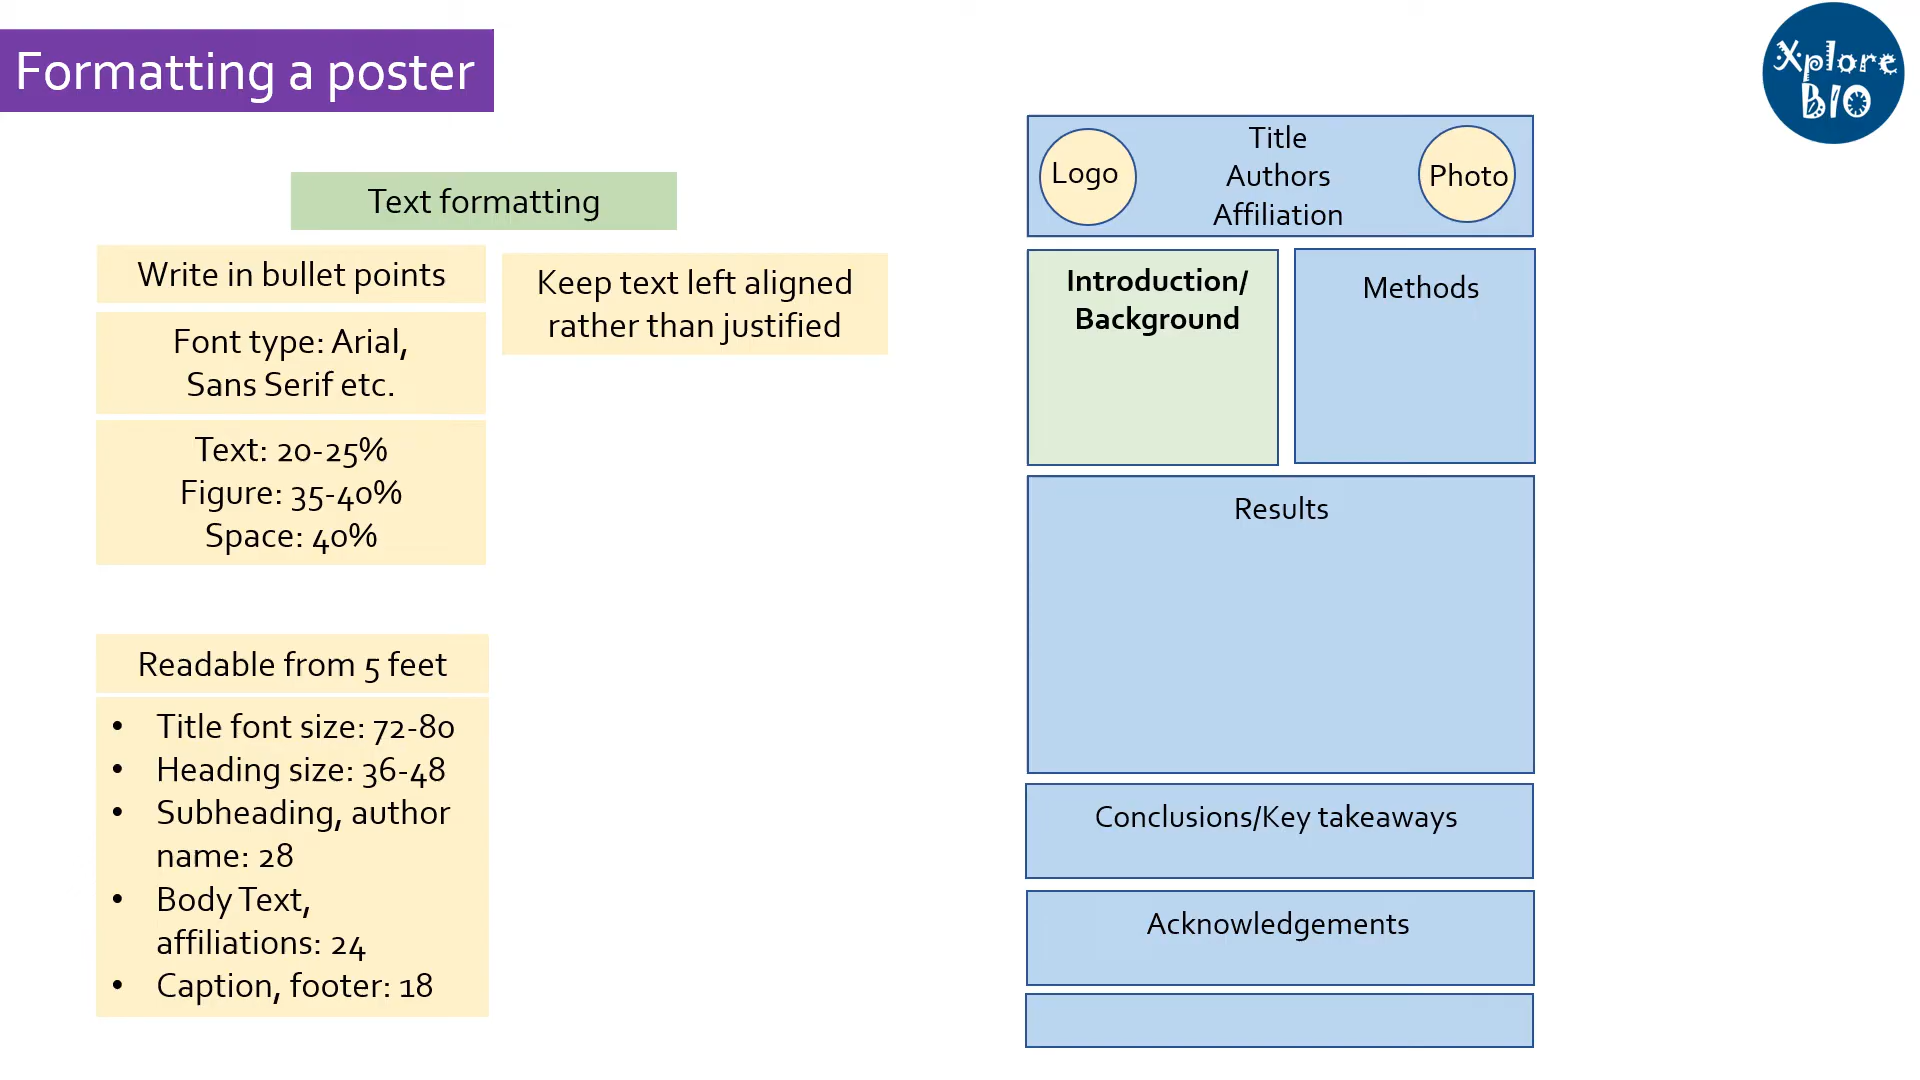 Formatting a poster
Xplore
BIO
Text formatting
Write in bullet points
Font type: Arial,
Sans Serif etc.
Text: 20-25%
Figure: 35-40%
Space: 40%
Keep text left aligned
rather than justified
Readable from 5 feet
• Title font size: 72-80
• Heading size: 36-48
• Subheading, author
name: 28
• Body Text,
affiliations: 24
• Caption, footer: 18
Logo
Title
Authors
Affiliation
Photo
Introduction/
Background
Methods
Results
Conclusions/Key takeaways
Acknowledgements